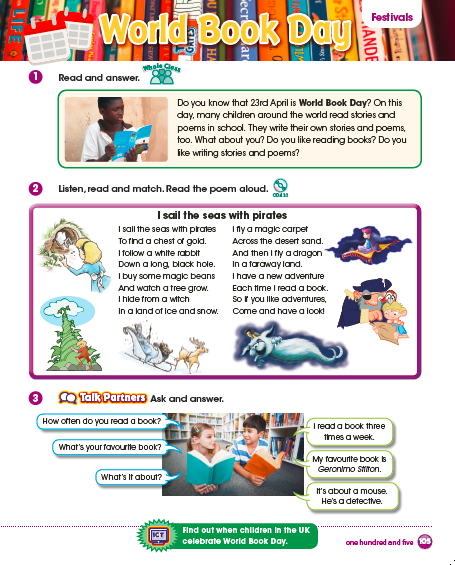 Festivals
World Book Day
1 Read and answer. Whole Class
Do you know that 23rd April is World Book Day? On this
day, many children around the world read stories and
poems in school. They write their own stories and poems,
too. What about you? Do you like reading books? Do you
like writing stories and poems?
2 Listen, read and match. Read the poem aloud.
I sail the seas with pirates
I sail the seas with pirates
To find a chest of gold.
I follow a white rabbit
Down a long, black hole.
I buy some magic beans
And watch a tree grow.
I hide from a witch
In a land of ice and snow.
I fly a magic carpet
Across the desert sand.
And then I fly a dragon
In a faraway land.
I have a new adventure
Each time I read a book.
So if you like adventures,
Come and have a look!
3 Talk Partners Ask and answer.
How often do you read a book?
I read a book three
times a week.
What's your favourite book?
My favourite book is
Geronimo Stilton.
What's it about?
It's about a mouse.
He's a detective.
ICT
Find out when children in the UK
celebrate World Book Day.
one hundred and five 105